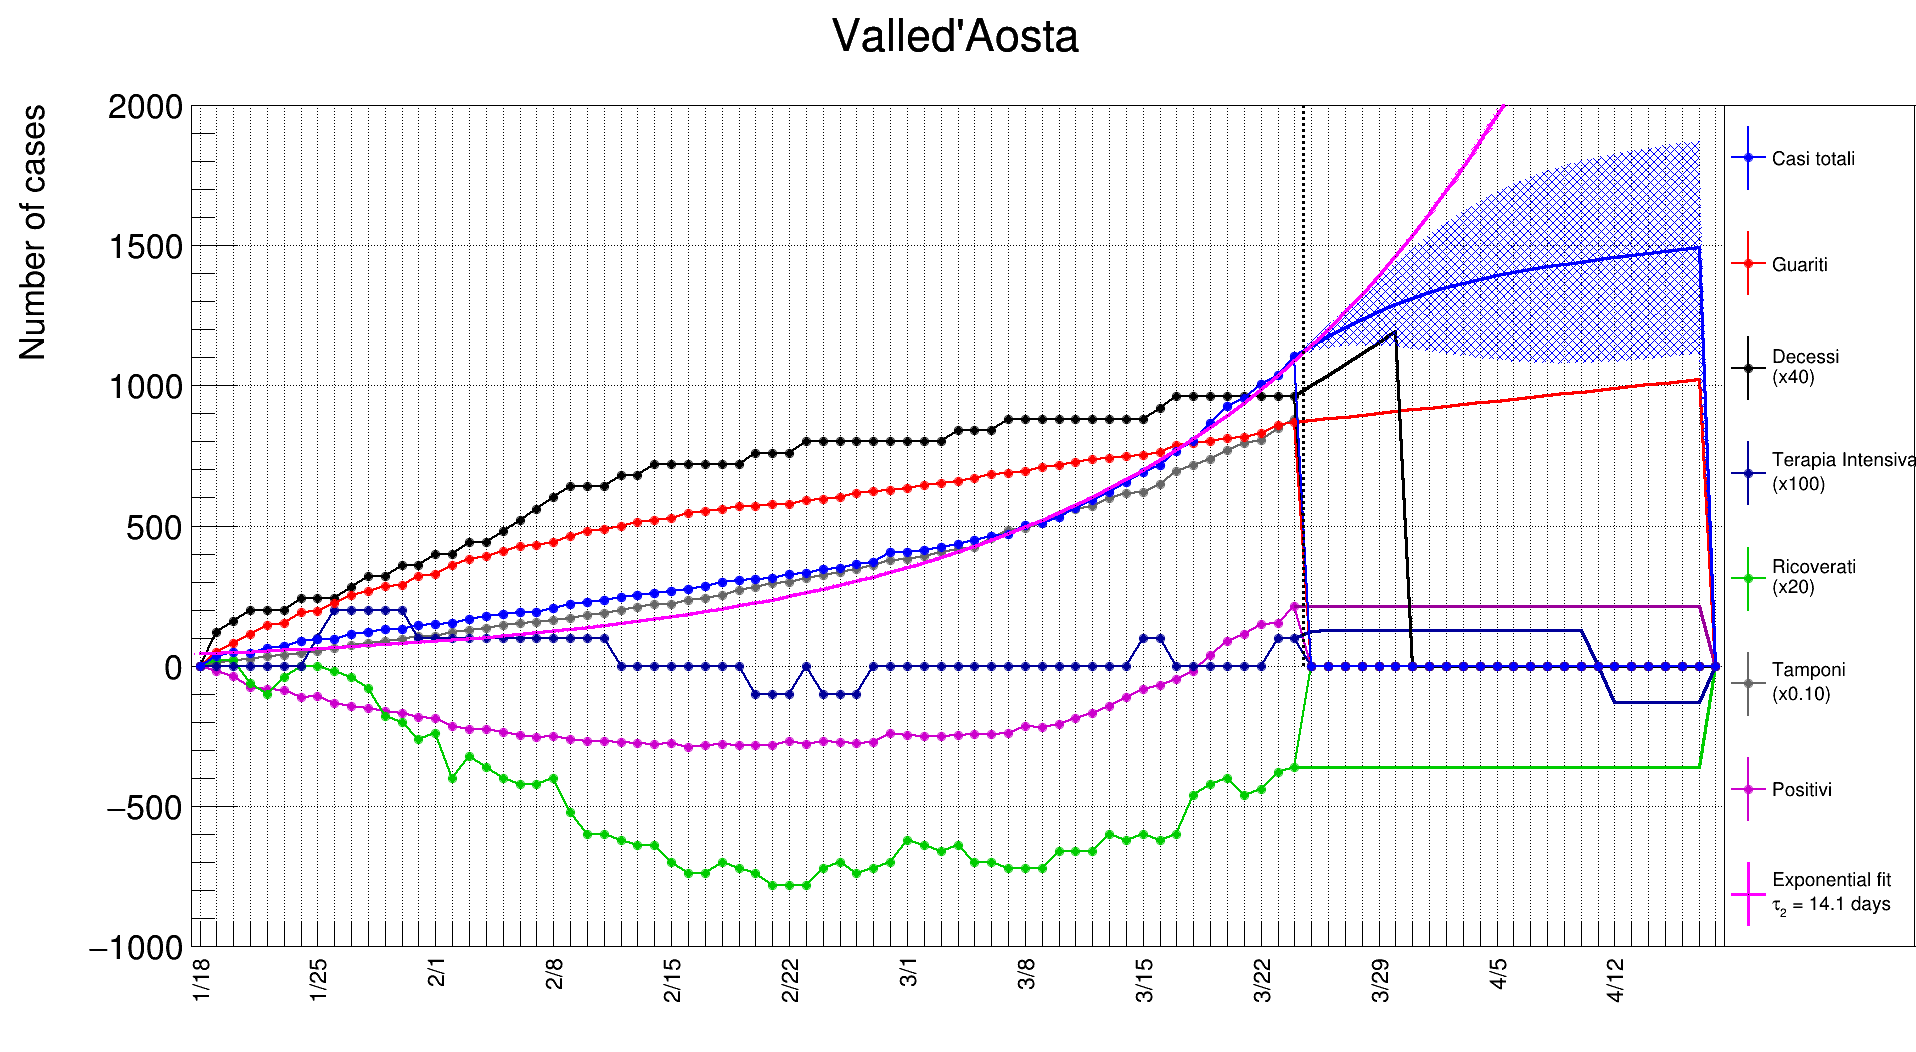 Valled'Aosta
Number of cases
2000
1500
1000
500
0
−500
−1000
1/18
1/25
2/1
2/8
2/15
2/22
3/1
3/8
3/15
3/22
3/29
4/5
4/12
Casi totali
Guariti
Decessi
(x40)
Terapia Intensiva
(x100)
Ricoverati
(x20)
Tamponi
(x0.10)
Positivi
Exponential fit
τ2 = 14.1 days